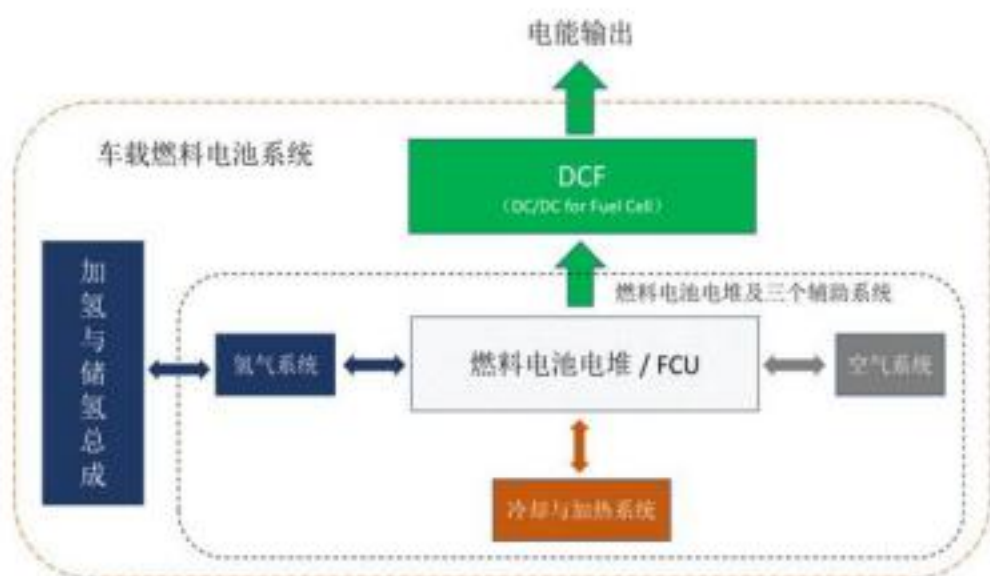 电能输出
车载燃料电池系统
DCF
（DC/DC for Fuel Cell）
加氢与储氢总成
燃料电池电堆及三个辅助系统
氢气系统
燃料电池电堆 / FCU
空气系统
冷却与加热系统